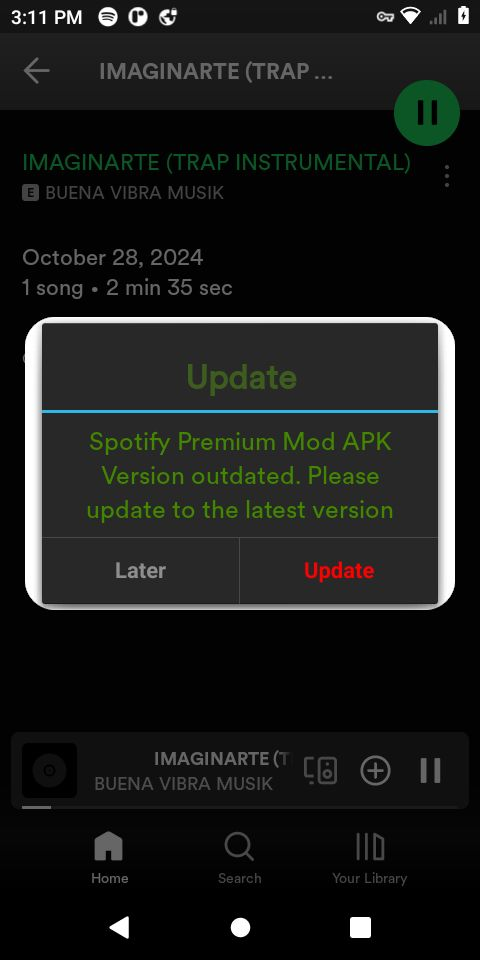 3:11 PM
IMAGINARTE (TRAP ...
IMAGINARTE (TRAP INSTRUMENTAL)
E BUENA VIBRA MUSIK
October 28, 2024
1 song • 2 min 35 sec
Update
Spotify Premium Mod APK
Version outdated. Please
update to the latest version
Later Update
IMAGINARTE (T
BUENA VIBRA MUSIK
Home Search Your Library